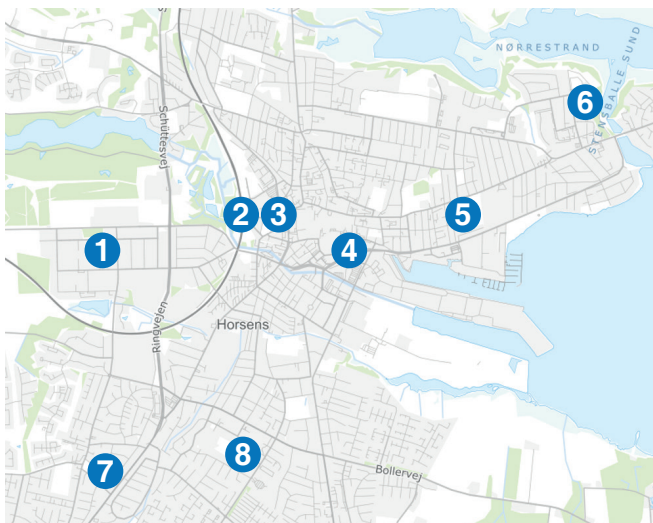 NØRRESTRAND
STENSBALLE SUND
6
Schüttesvej
2
3
5
1
4
Horsens
Ringvejen
8
7
Bollervej